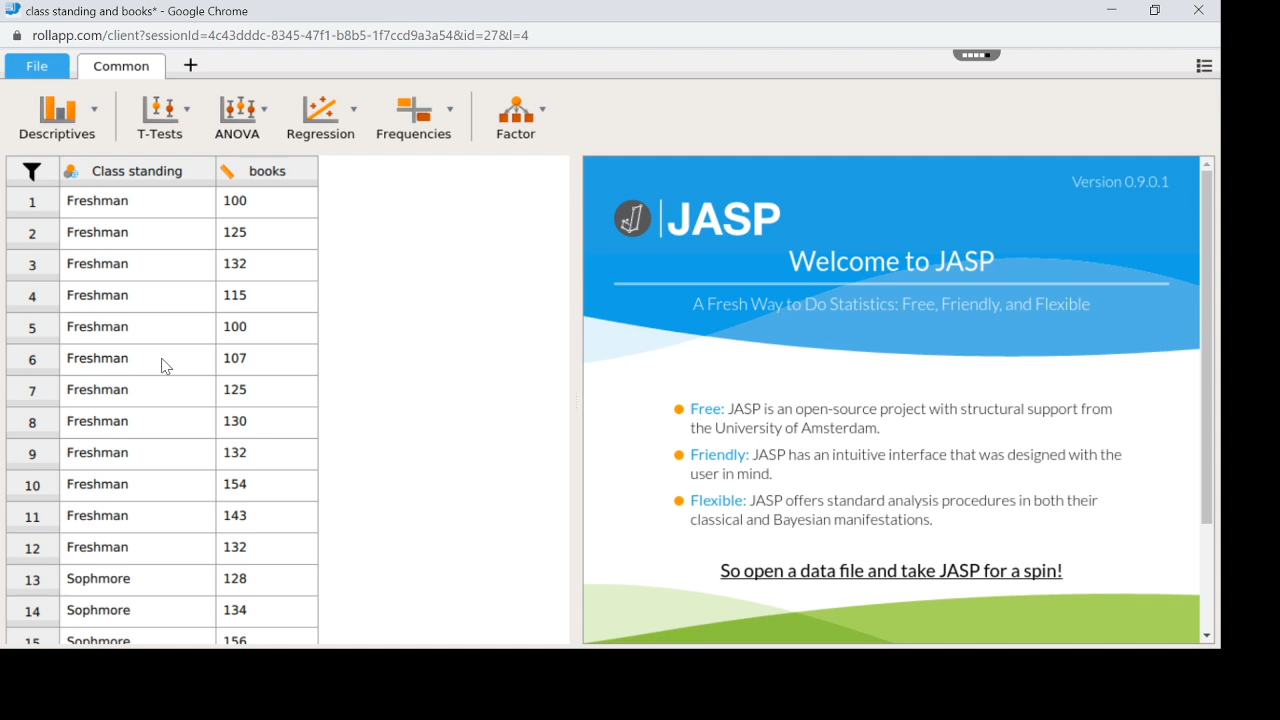 class standing and books* - Google Chrome
rollapp.com/client?sessionId=4c43dddc-8345-47f1-b8b5-1f7ccd9a3a54&id=27&l=4
File
Common
Descriptives
T-Tests
ANOVA
Regression
Frequencies
Factor
Class standing books
1 Freshman 100
2 Freshman 125
3 Freshman 132
4 Freshman 115
5 Freshman 100
6 Freshman 107
7 Freshman 125
8 Freshman 130
9 Freshman 132
10 Freshman 154
11 Freshman 143
12 Freshman 132
13 Sophmore 128
14 Sophmore 134
15 Sophmore 156
Version 0.9.0.1
JASP
Welcome to JASP
A Fresh Way to Do Statistics: Free, Friendly, and Flexible
Free: JASP is an open-source project with structural support from
the University of Amsterdam.
Friendly: JASP has an intuitive interface that was designed with the
user in mind.
Flexible: JASP offers standard analysis procedures in both their
classical and Bayesian manifestations.
So open a data file and take JASP for a spin!